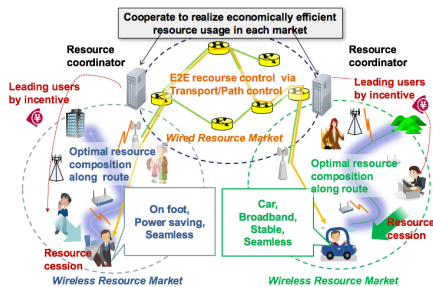 Cooperate to realize economically efficient
resource usage in each market
Resource
coordinator
Resource
coordinator
E2E recourse control via
Transport/Path control
Leading users
by incentive
Leading users
by incentive
Wired Resource Market
Optimal resource
composition
along route
Optimal resource
composition
along route
On foot,
Power saving,
Seamless
Car,
Broadband,
Stable,
Seamless
Resource
cession
Resource
cession
Wireless Resource Market
Wireless Resource Market